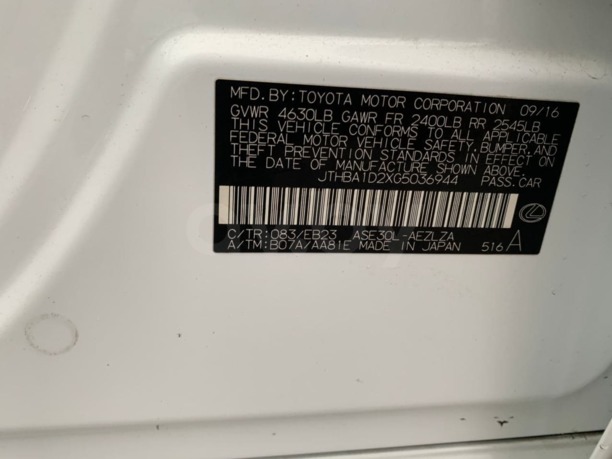 MFD.BY:TOYOTA MOTOR CORPORATION 09/16
GVWR 4630LB GAWR FR 2400LB RR 2545LB
THIS VEHICLE CONFORMS TO ALL APPLICABLE
FEDERAL MOTOR VEHICLE SAFETY,BUMPER,AND
THEFT PREVENTION STANDARDS IN EFFECT ON
THE DATE OF MANUFACTURE SHOWN ABOVE.
JTHBA1D2XG5036944 PASS.CAR
C/TR:083/EB23 ASE30L-AEZLZA
A/TM:B07A/AA81E MADE IN JAPAN 516 A